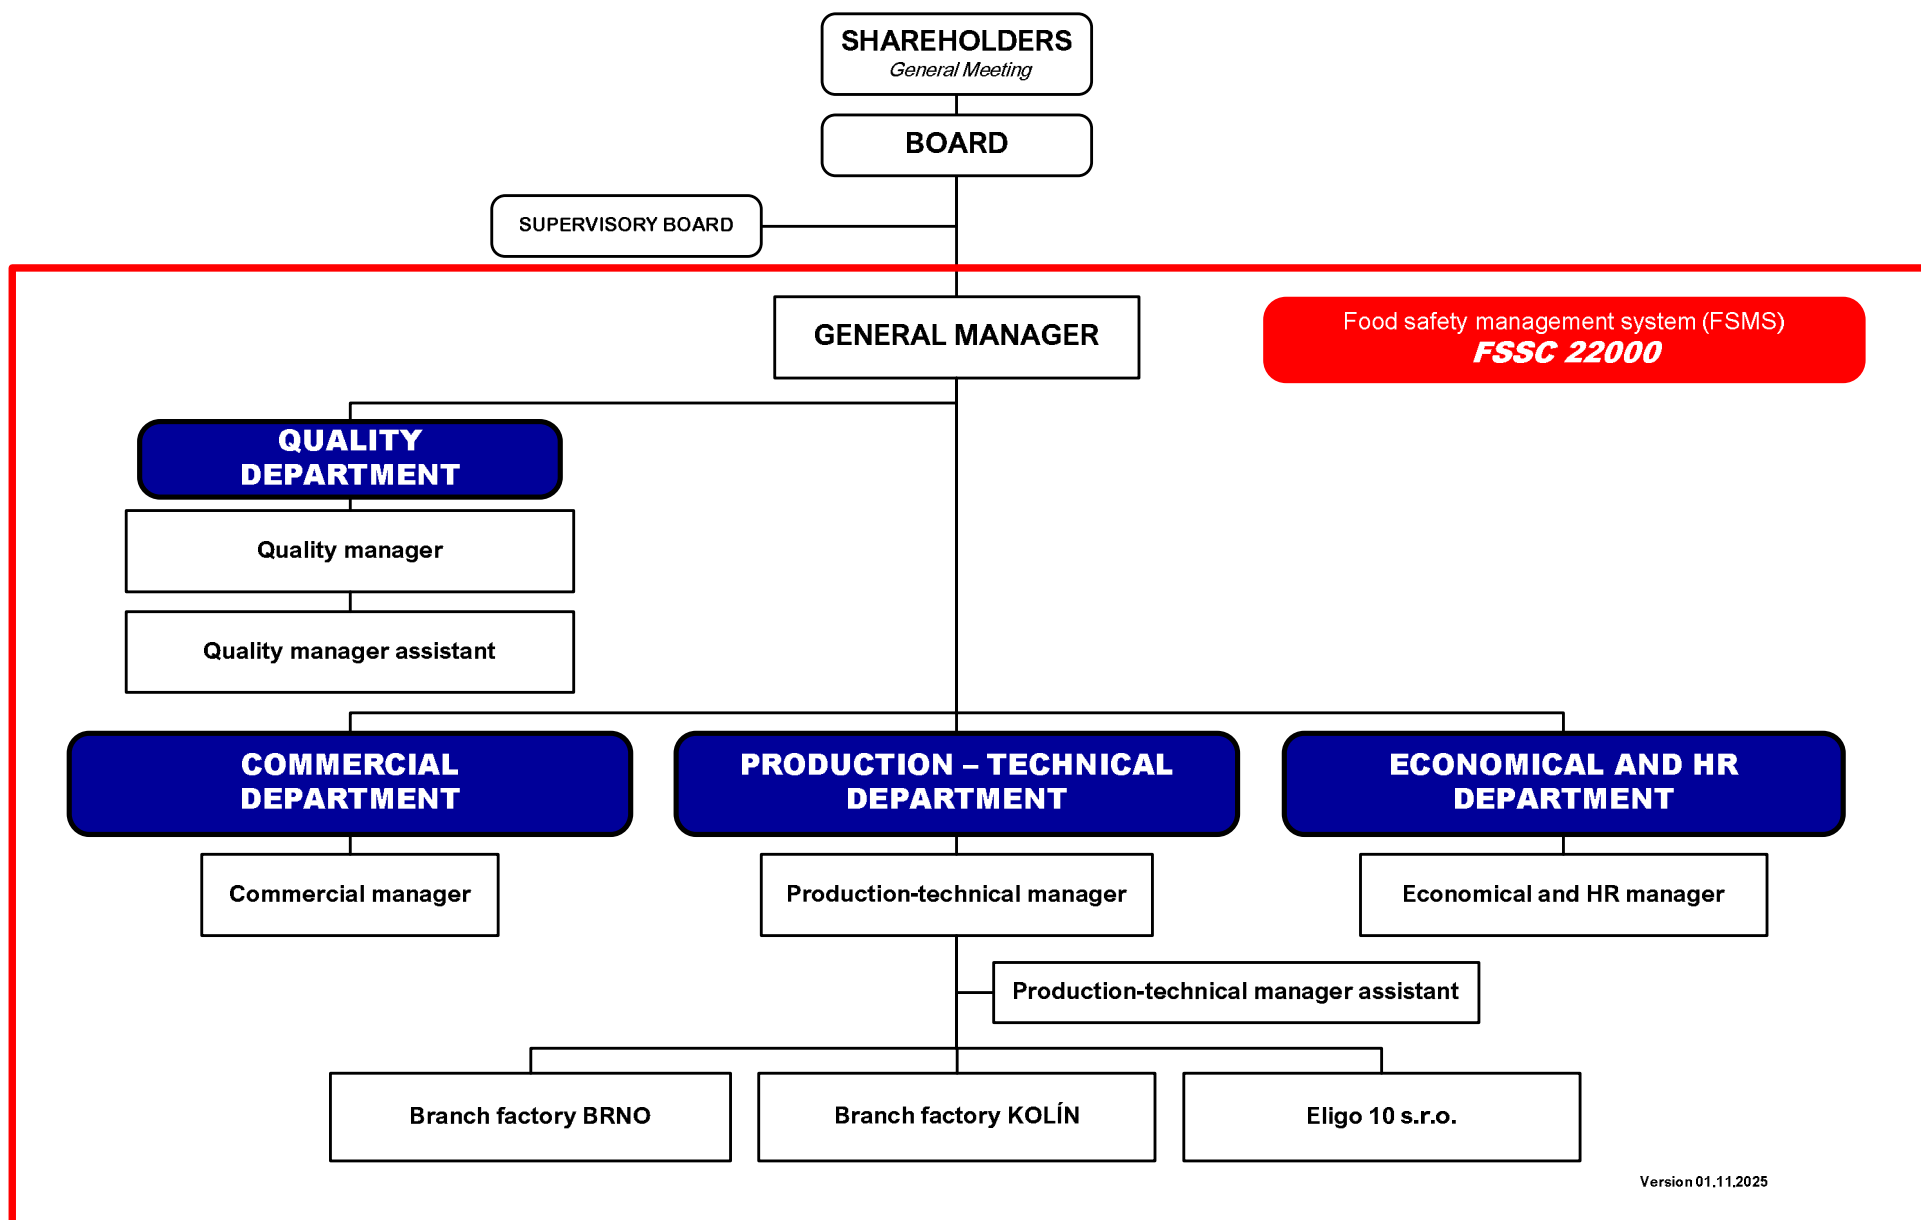 SHAREHOLDERS
General Meeting
BOARD
SUPERVISORY BOARD
GENERAL MANAGER
Food safety management system (FSMS)
FSSC 22000
QUALITY
DEPARTMENT
Quality manager
Quality manager assistant
COMMERCIAL
DEPARTMENT
PRODUCTION – TECHNICAL
DEPARTMENT
ECONOMICAL AND HR
DEPARTMENT
Commercial manager
Production-technical manager
Economical and HR manager
Production-technical manager assistant
Branch factory BRNO
Branch factory KOLÍN
Eligo 10 s.r.o.
Version 01.11.2025